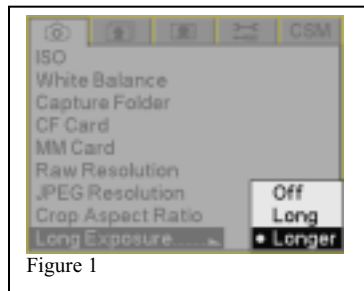 CSM
ISO
White Balance
Capture Folder
CF Card
MM Card
Raw Resolution
JPEG Resolution
Crop Aspect Ratio
Long Exposure.....
Off
Long
Longer
Figure 1